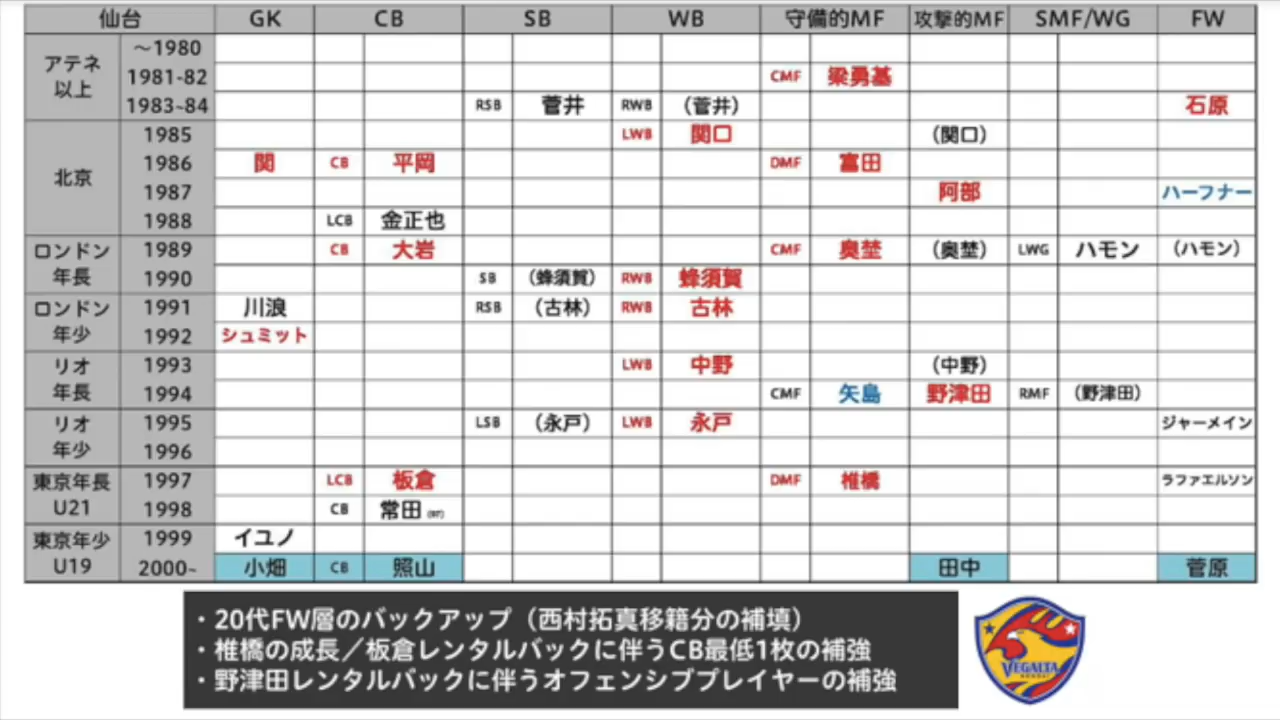 仙台 GK CB SB WB 守備的MF 攻撃的MF SMF/WG FW
アテネ以上 ～1980
1981-82 CMF 梁勇基
1983~84 RSB 菅井 RWB （菅井） 石原
北京 1985 LWB 関口 （関口）
1986 関 CB 平岡 DMF 富田
1987 阿部 ハーフナー
1988 LCB 金正也
ロンドン年長 1989 CB 大岩 CMF 奥埜 （奥埜） LWG ハモン （ハモン）
1990 SB （蜂須賀） RWB 蜂須賀
ロンドン年少 1991 川浪 RSB （古林） RWB 古林
1992 シュミット
リオ年長 1993 LWB 中野 （中野）
1994 CMF 矢島 野津田 RMF （野津田）
リオ年少 1995 LSB （永戸） LWB 永戸 ジャーメイン
1996
東京年長U21 1997 LCB 板倉 DMF 椎橋 ラファエルソン
1998 CB 常田
東京年少U19 1999 イユノ
2000~ 小畑 CB 照山 田中 菅原
・20代FW層のバックアップ（西村拓真移籍分の補填）
・椎橋の成長／板倉レンタルバックに伴うCB最低1枚の補強
・野津田レンタルバックに伴うオフェンシブプレイヤーの補強
VEGALTA